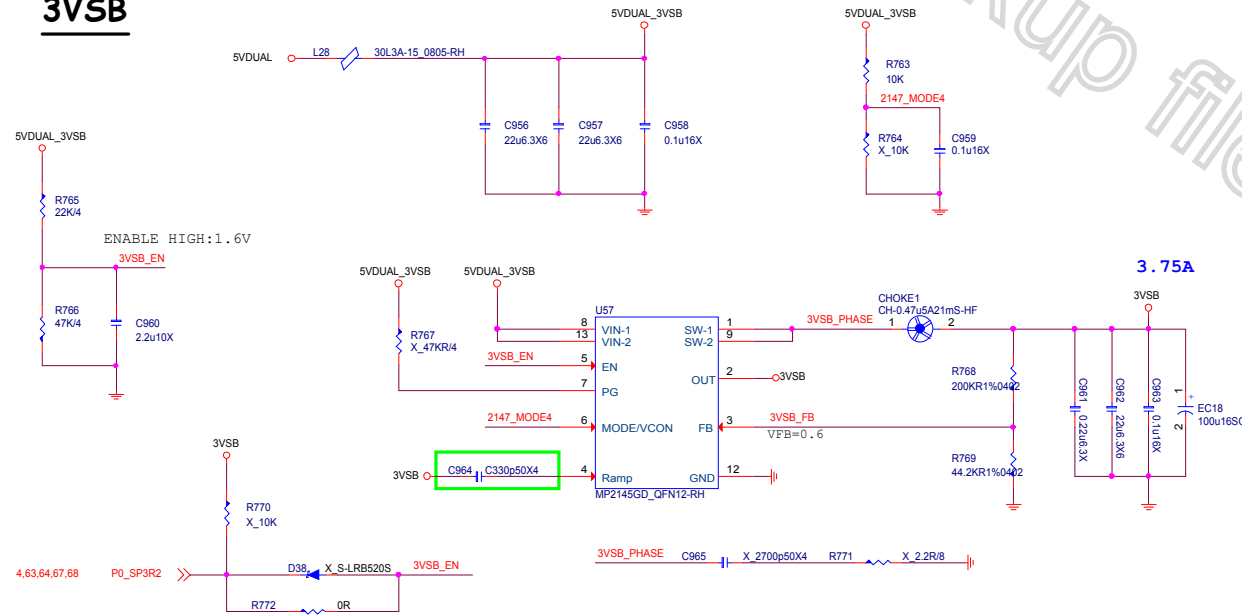 3VSB
kup file
5VDUAL
L28
30L3A-15_0805-RH
5VDUAL_3VSB
C956
22u6.3X6
C957
22u6.3X6
C958
0.1u16X
5VDUAL_3VSB
R763
10K
2147_MODE4
R764
X_10K
C959
0.1u16X
5VDUAL_3VSB
R765
22K/4
ENABLE HIGH:1.6V
3VSB_EN
R766
47K/4
C960
2.2u10X
5VDUAL_3VSB
5VDUAL_3VSB
R767
X_47KR/4
3VSB_EN
2147_MODE4
3VSB
C964
C330p50X4
U57
8 VIN-1
13 VIN-2
5 EN
7 PG
6 MODE/VCON
4 Ramp
SW-1 1
SW-2 9
OUT 2
FB 3
GND 12
MP2145GD_QFN12-RH
3VSB_PHASE
3VSB
3VSB_FB
VFB=0.6
CHOKE1
CH-0.47u5A21mS-HF
1
2
3.75A
3VSB
R768
200KR1%0402
R769
44.2KR1%0402
C961
0.22u6.3X
C962
22u6.3X6
C963
0.1u16X
1
+
2
EC18
100u16SO
3VSB
R770
X_10K
4,63,64,67,68
P0_SP3R2
D38
X_S-LRB520S
3VSB_EN
R772
0R
3VSB_PHASE
C965
X_2700p50X4
R771
X_2.2R/8